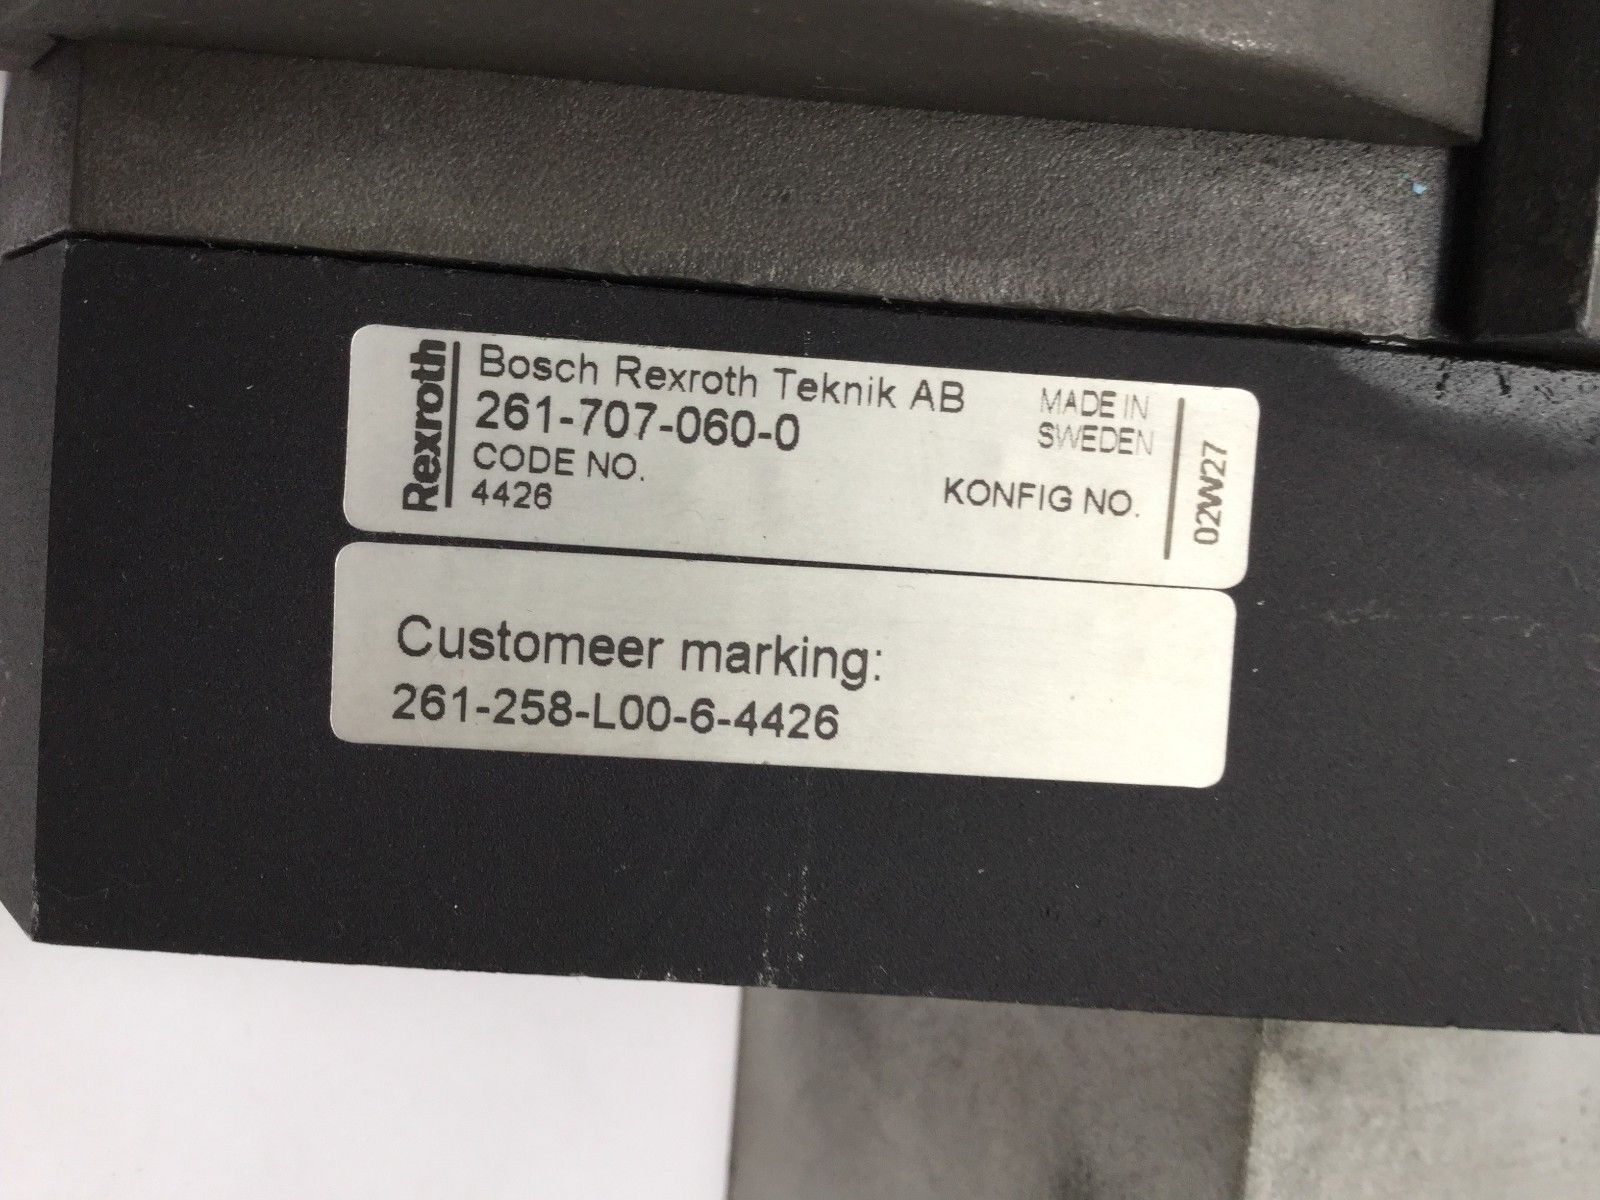 Rexroth
Bosch Rexroth Teknik AB
261-707-060-0
CODE NO.
4426
MADE IN
SWEDEN
KONFIG NO.
02W27
Customeer marking:
261-258-L00-6-4426